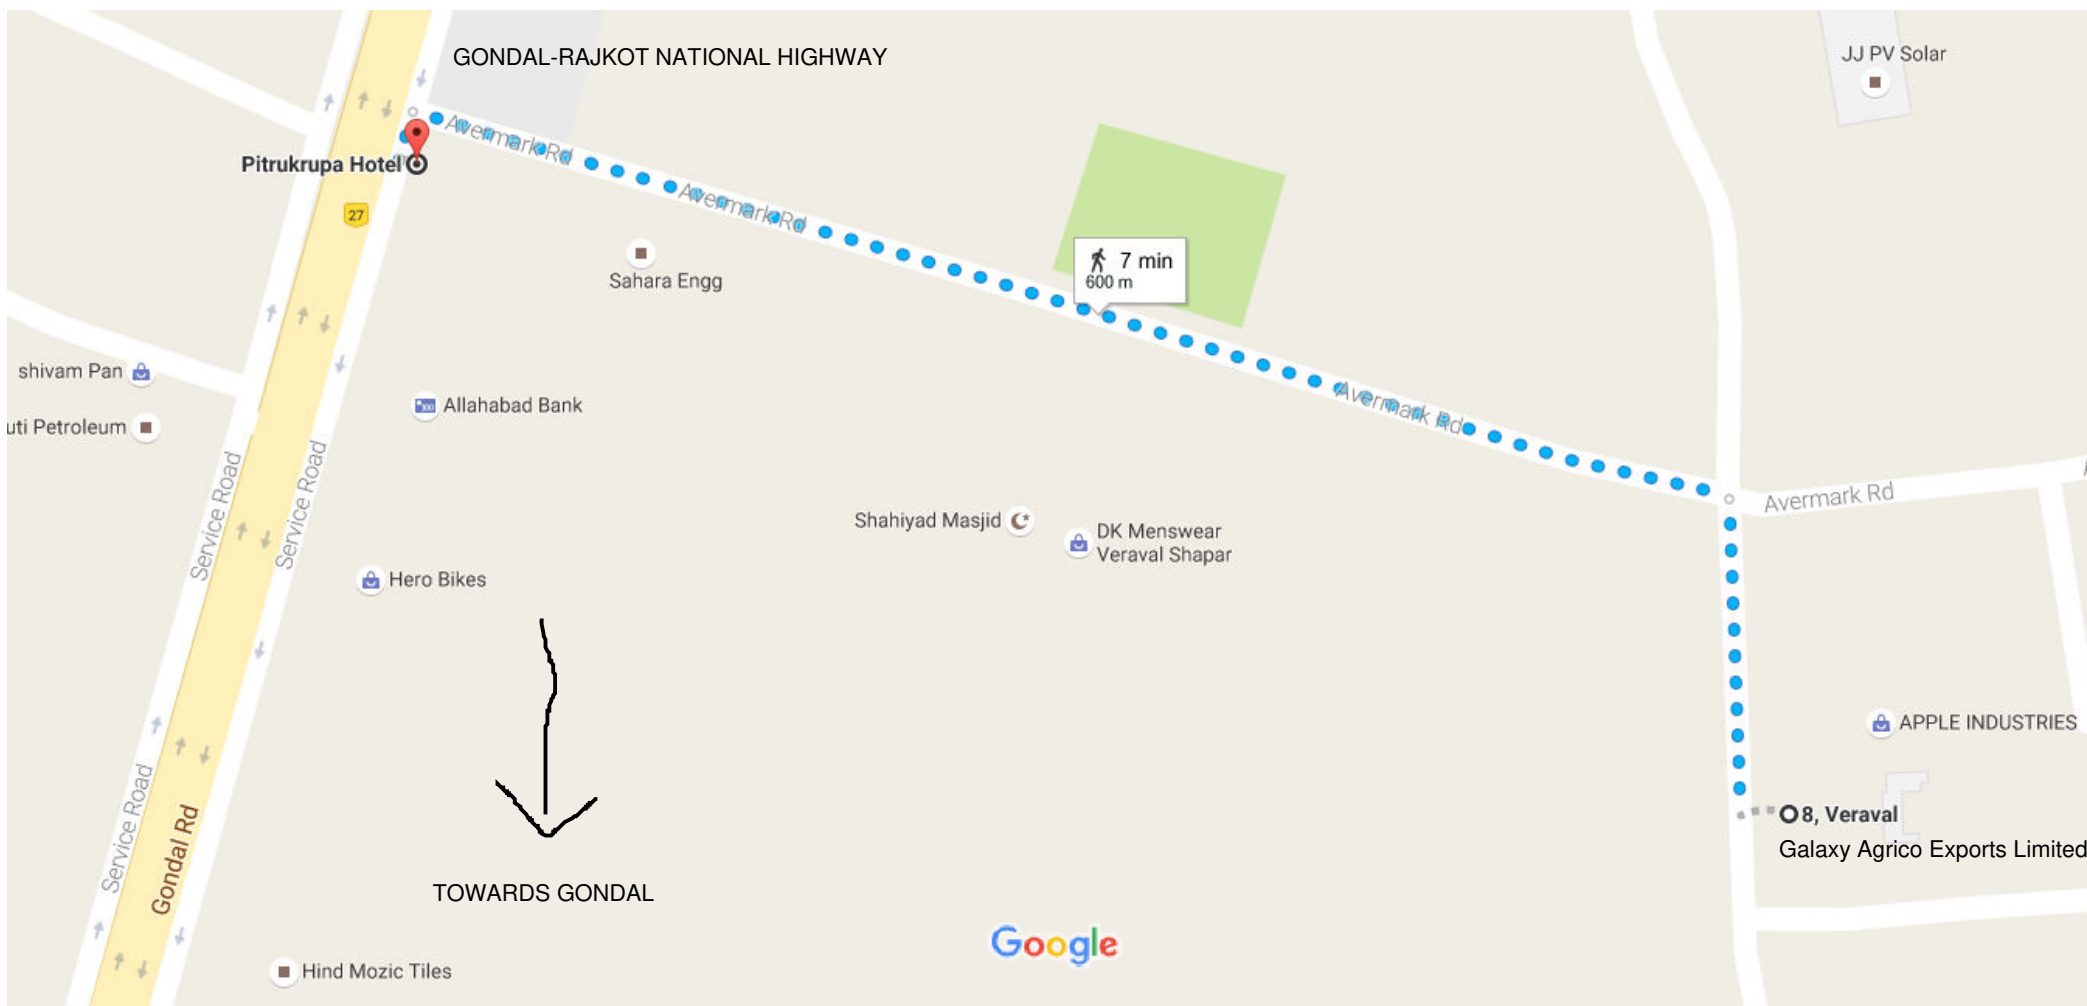 GONDAL-RAJKOT NATIONAL HIGHWAY
JJ PV Solar
Avermark Rd
Pitrukrupa Hotel
Avermark Rd
27
7 min
600 m
Sahara Engg
shivam Pan
Allahabad Bank
uti Petroleum
Avermark Rd
Service Road
Service Road
Avermark Rd
Shahiyad Masjid
DK Menswear
Veraval Shapar
Hero Bikes
APPLE INDUSTRIES
Service Road
Gondal Rd
8, Veraval
Galaxy Agrico Exports Limited
TOWARDS GONDAL
Google
Hind Mozic Tiles